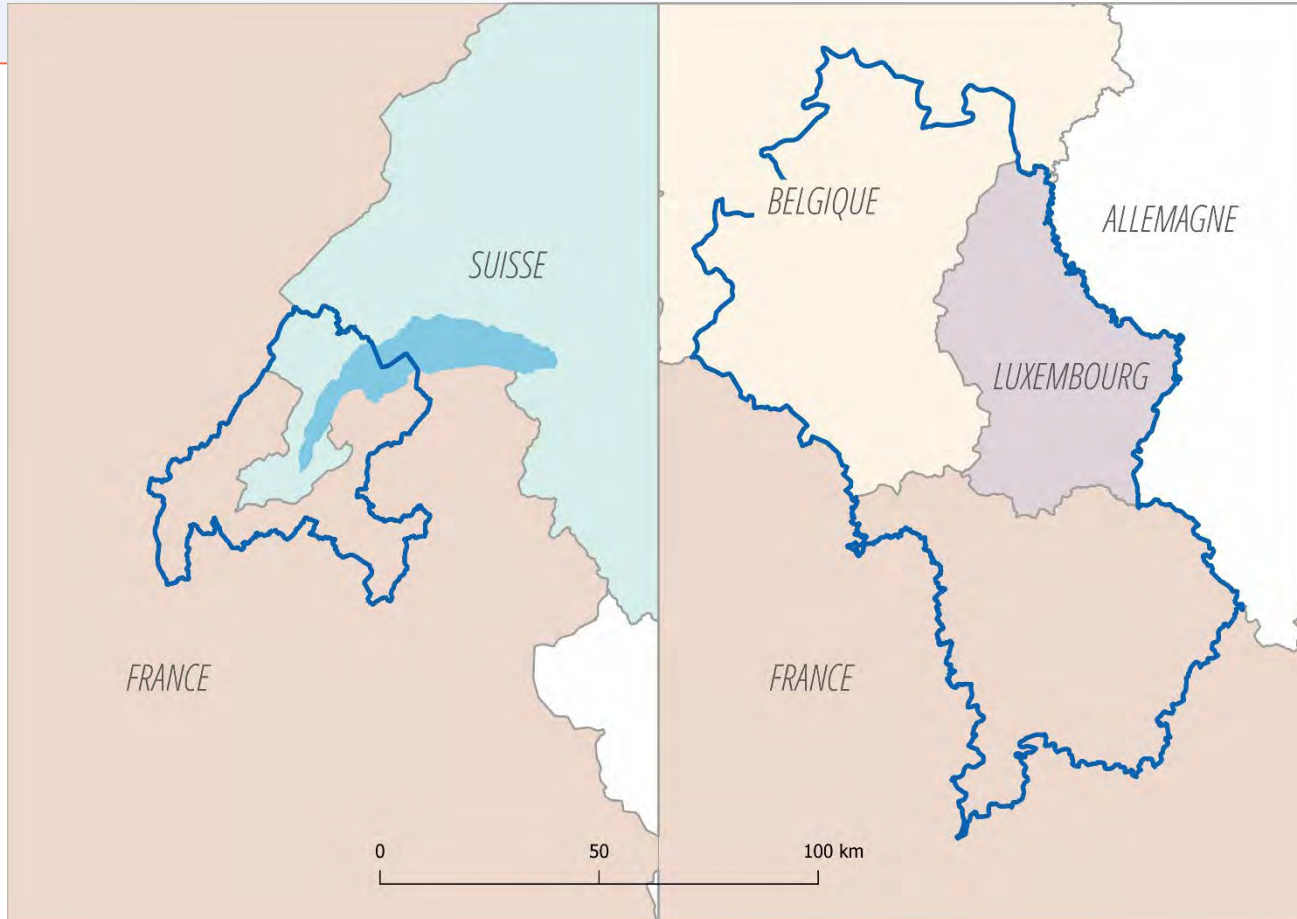 SUISSE
FRANCE
BELGIQUE
ALLEMAGNE
LUXEMBOURG
FRANCE
0 50 100 km